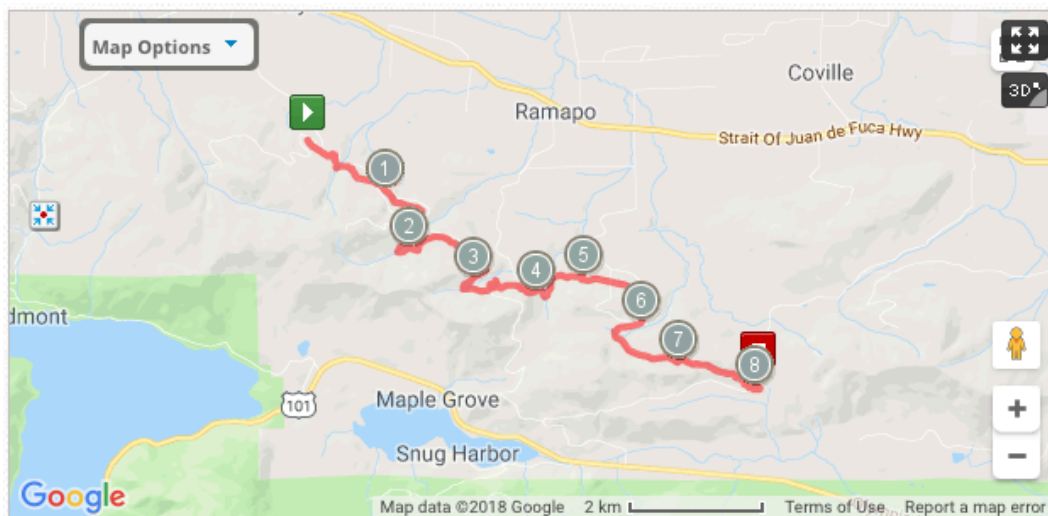 Map Options
3D
Coville
Ramapo
Strait Of Juan de Fuca Hwy
1
2
3
5
4
6
dmont
7
8
101
Maple Grove
+
Snug Harbor
−
Google
Map data ©2018 Google 2 km Terms of Use Report a map error